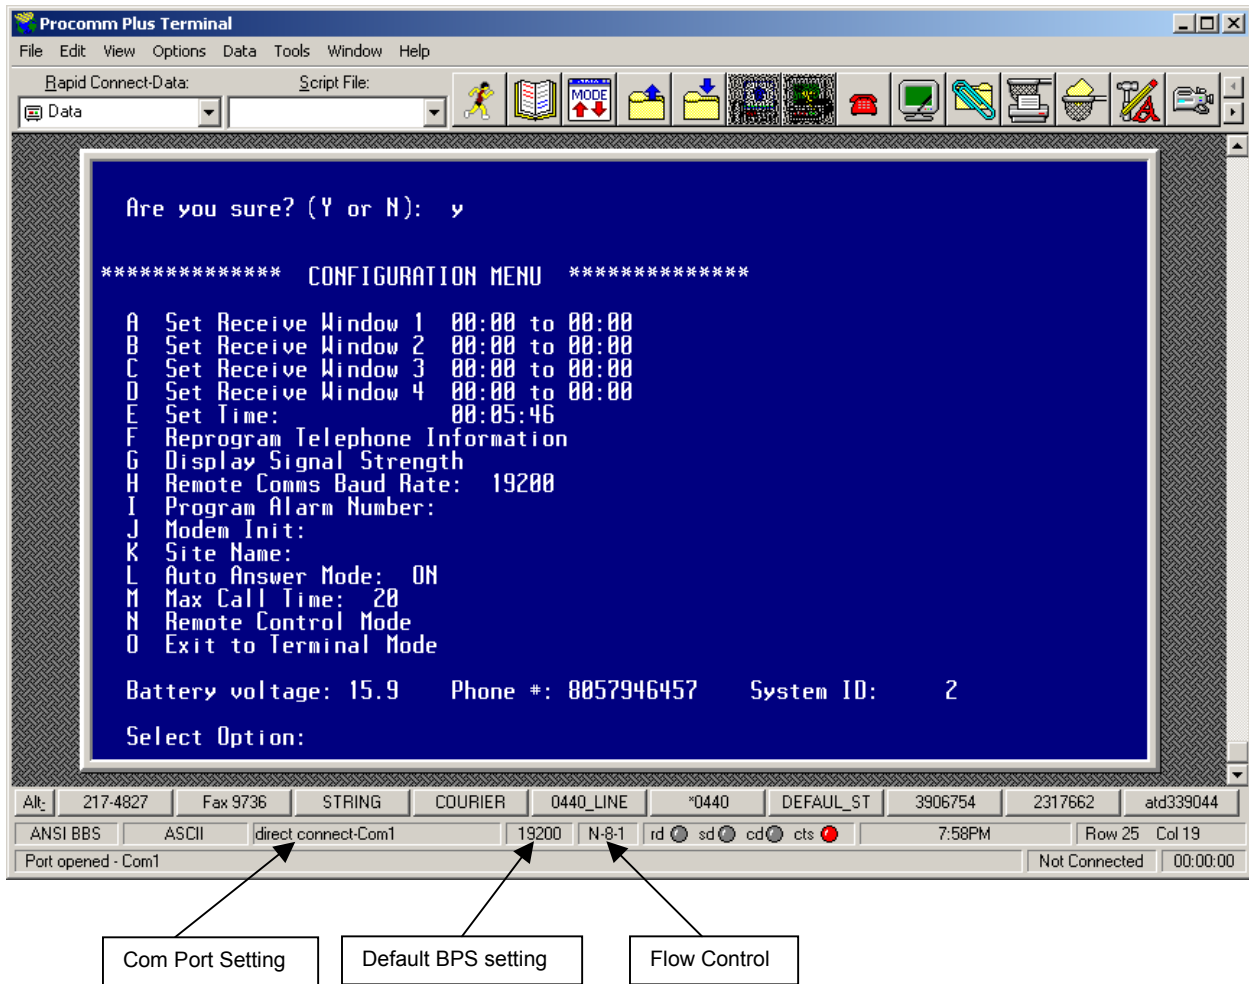 Procomm Plus Terminal
File Edit View Options Data Tools Window Help
Rapid Connect-Data: Script File:
Data
MODE
Are you sure? (Y or N): y
************** CONFIGURATION MENU **************
A Set Receive Window 1 00:00 to 00:00
B Set Receive Window 2 00:00 to 00:00
C Set Receive Window 3 00:00 to 00:00
D Set Receive Window 4 00:00 to 00:00
E Set Time: 00:05:46
F Reprogram Telephone Information
G Display Signal Strength
H Remote Comms Baud Rate: 19200
I Program Alarm Number:
J Modem Init:
K Site Name:
L Auto Answer Mode: ON
M Max Call Time: 20
N Remote Control Mode
O Exit to Terminal Mode
Battery voltage: 15.9 Phone #: 8057946457 System ID: 2
Select Option:
Alt: 217-4827 Fax 9736 STRING COURIER 0440_LINE *0440 DEFAUL_ST 3906754 2317662 atd339044
ANSI BBS ASCII direct connect-Com1 19200 N-8-1 rd sd cd cts 7:58PM Row 25 Col 19
Port opened - Com1 Not Connected 00:00:00
Com Port Setting Default BPS setting Flow Control